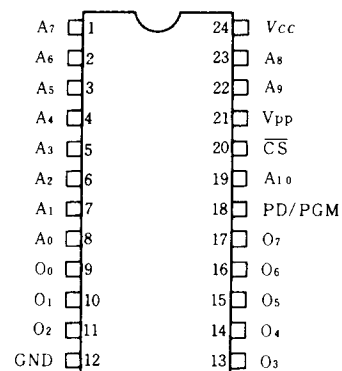 A7 1 24 Vcc
A6 2 23 A8
A5 3 22 A9
A4 4 21 Vpp
A3 5 20 C̅S̅
A2 6 19 A10
A1 7 18 PD/PGM
A0 8 17 O7
O0 9 16 O6
O1 10 15 O5
O2 11 14 O4
GND 12 13 O3